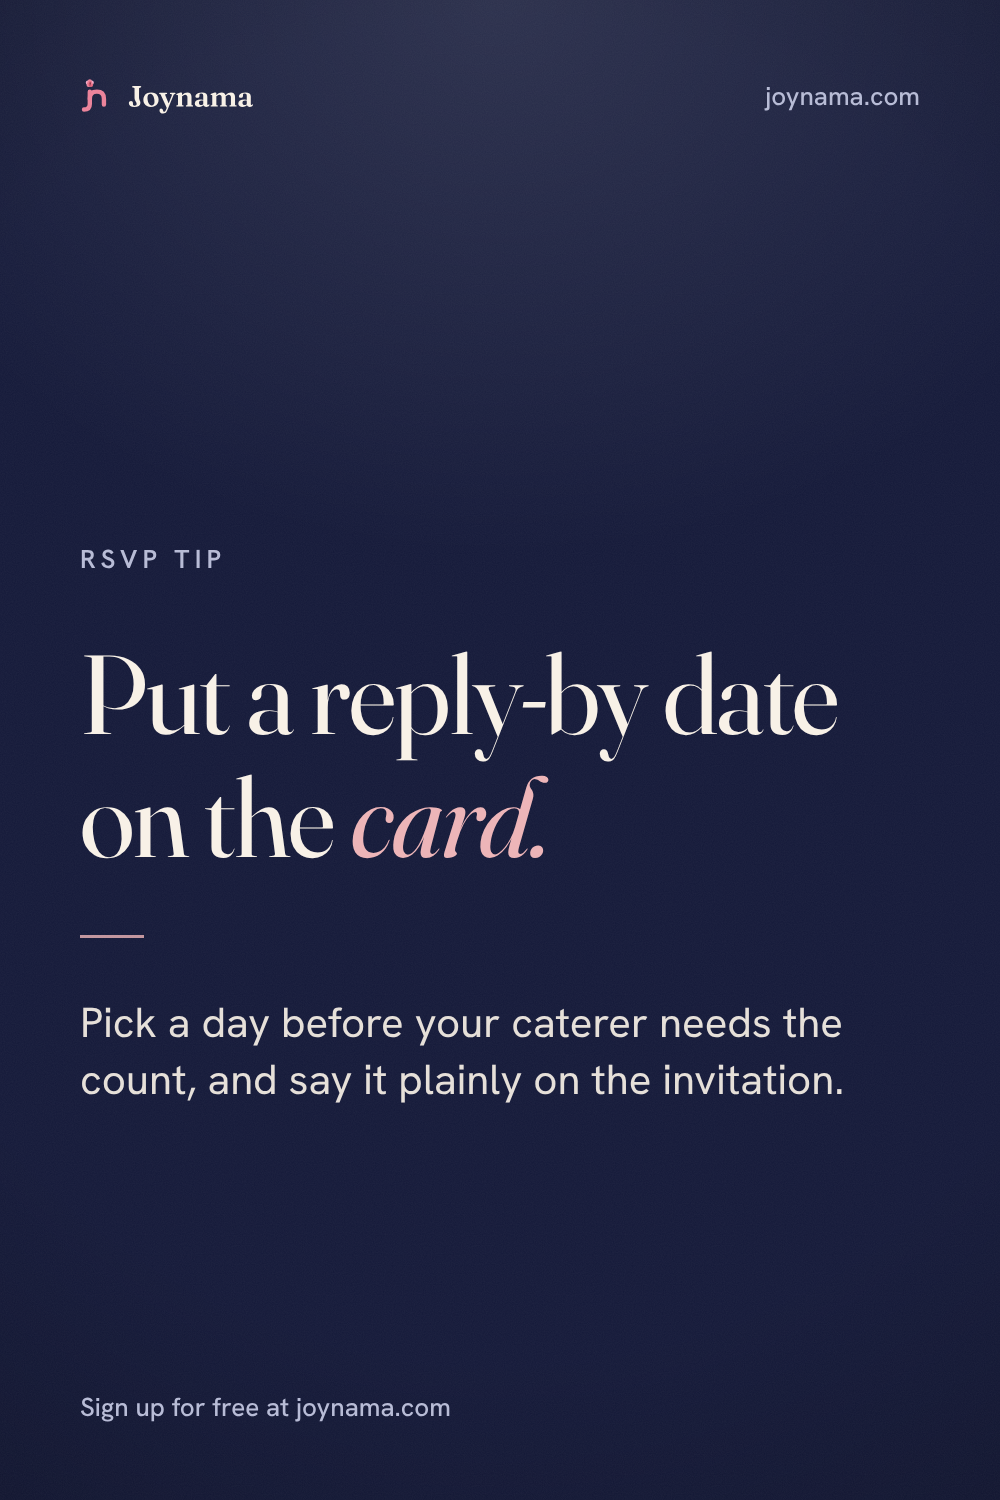 Joynama
joynama.com
RSVP TIP
Put a reply-by date
on the card.
Pick a day before your caterer needs the
count, and say it plainly on the invitation.
Sign up for free at joynama.com